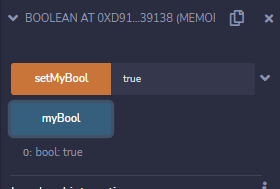 BOOLEAN AT 0XD91...39138 (MEMOI
setMyBool true
myBool
0: bool: true